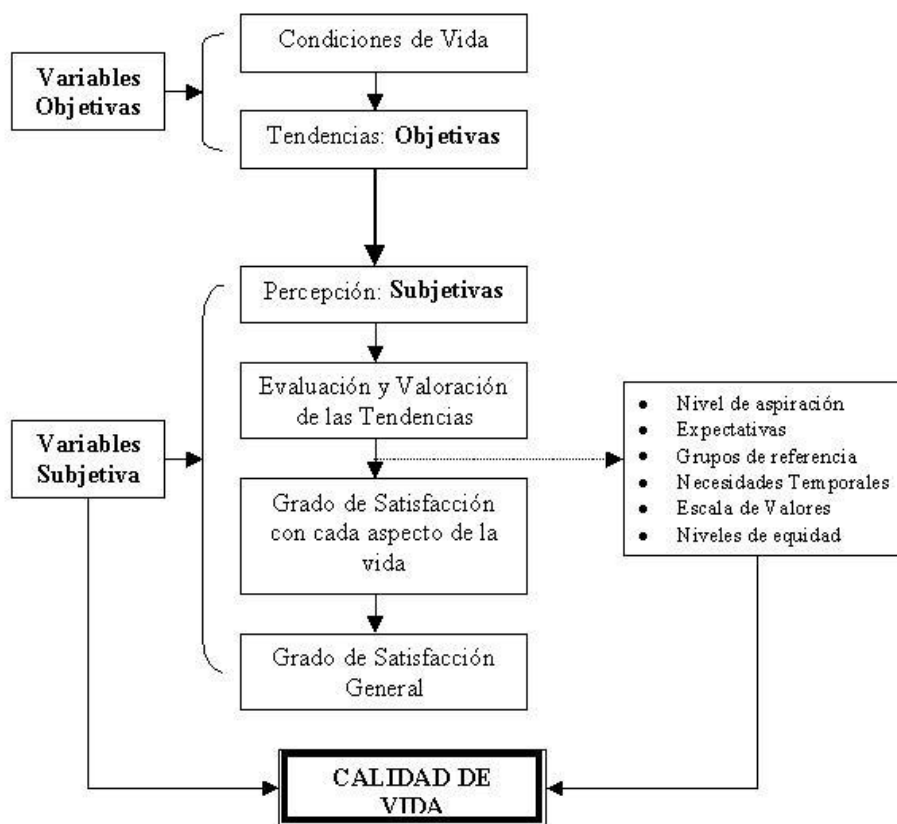 Condiciones de Vida
Variables
Objetivas
Tendencias: Objetivas
Percepción: Subjetivas
Evaluación y Valoración
de las Tendencias
Variables
Subjetiva
Grado de Satisfacción
con cada aspecto de la
vida
Grado de Satisfacción
General
• Nivel de aspiración
• Expectativas
• Grupos de referencia
• Necesidades Temporales
• Escala de Valores
• Niveles de equidad
CALIDAD DE
VIDA